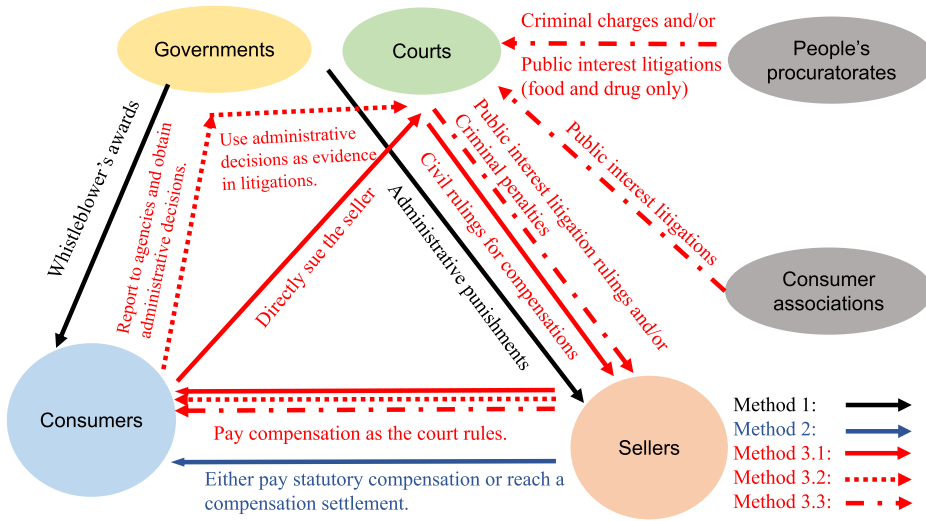 Governments
Courts
Criminal charges and/or
Public interest litigations
(food and drug only)
People's
procuratorates
Whistleblower's awards
Report to agencies and obtain
administrative decisions.
Use administrative
decisions as evidence
in litigations.
Directly sue the seller
Administrative punishments
Civil rulings for compensations
Criminal penalties
Public interest litigation rulings and/or
Public interest litigations
Consumer
associations
Consumers
Sellers
Pay compensation as the court rules.
Either pay statutory compensation or reach a
compensation settlement.
Method 1:
Method 2:
Method 3.1:
Method 3.2:
Method 3.3: